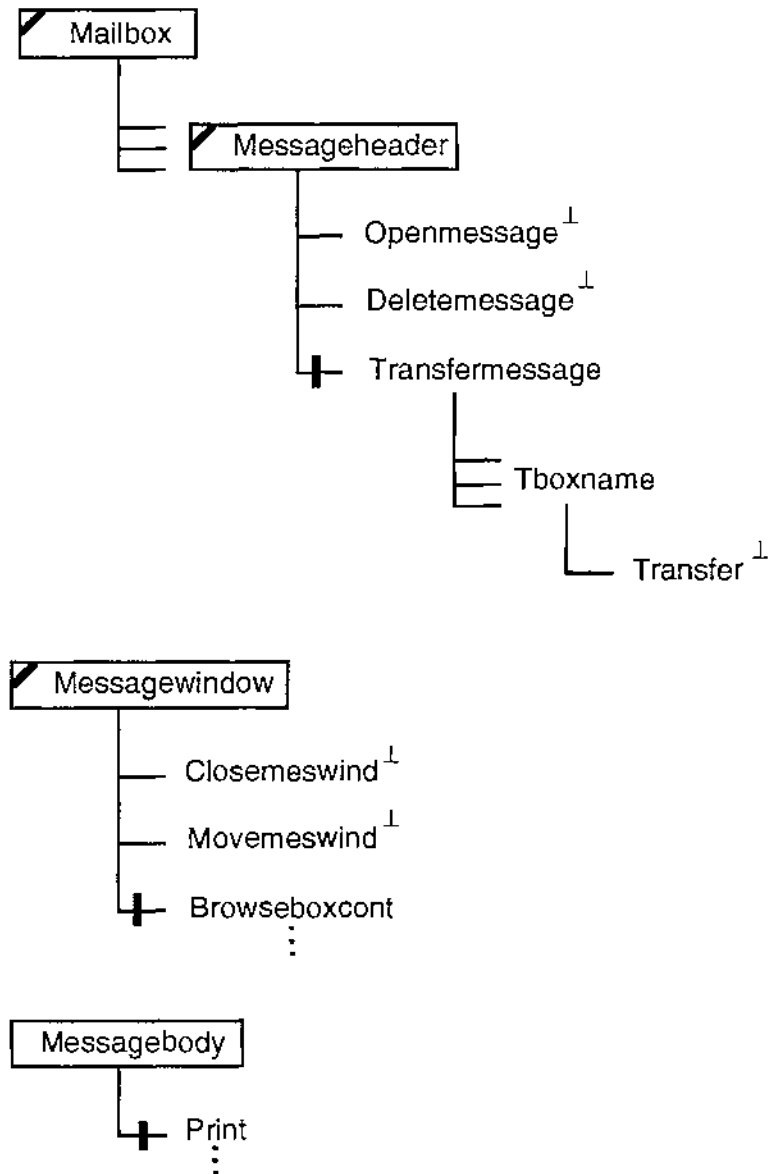 Mailbox
Messageheader
Openmessage⊥
Deletemessage⊥
Transfermessage
Tboxname
Transfer⊥
Messagewindow
Closemeswind⊥
Movemeswind⊥
Browseboxcont
Messagebody
Print